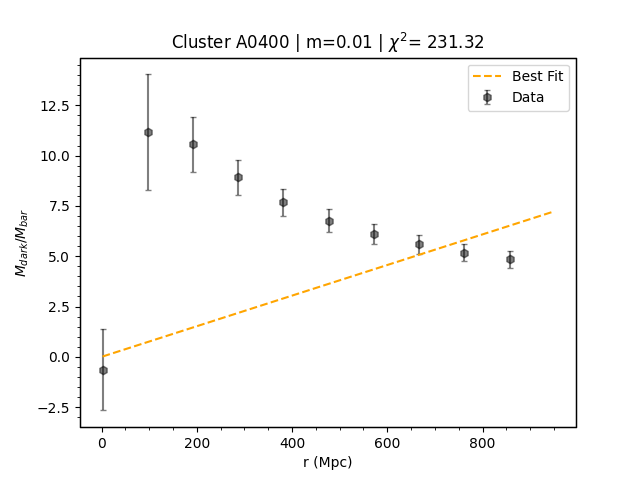 Cluster A0400 | m=0.01 | χ²= 231.32
Best Fit
Data
12.5
10.0
7.5
5.0
2.5
0.0
−2.5
M_dark/M_bar
0 200 400 600 800
r (Mpc)